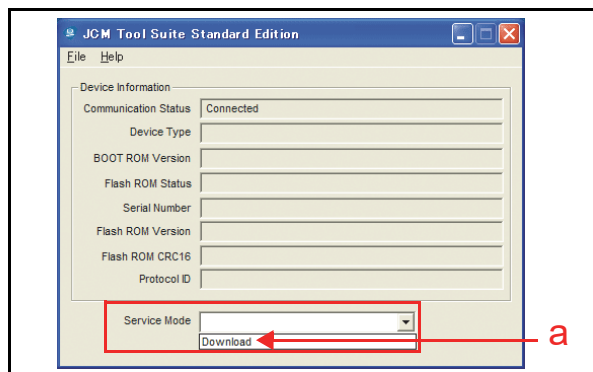 JCM Tool Suite Standard Edition
File Help
Device Information
Communication Status Connected
Device Type
BOOT ROM Version
Flash ROM Status
Serial Number
Flash ROM Version
Flash ROM CRC16
Protocol ID
Service Mode
Download
a